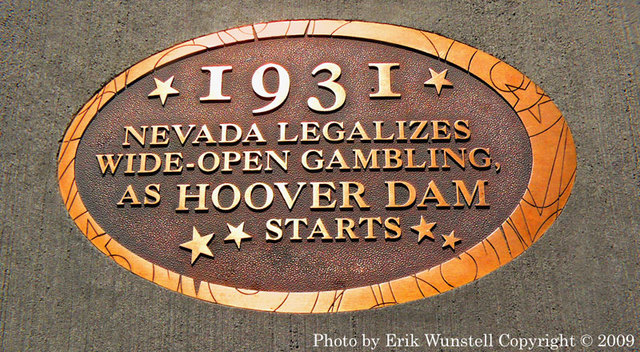 1931
NEVADA LEGALIZES
WIDE-OPEN GAMBLING,
AS HOOVER DAM
STARTS
Photo by Erik Wunstell Copyright © 2009